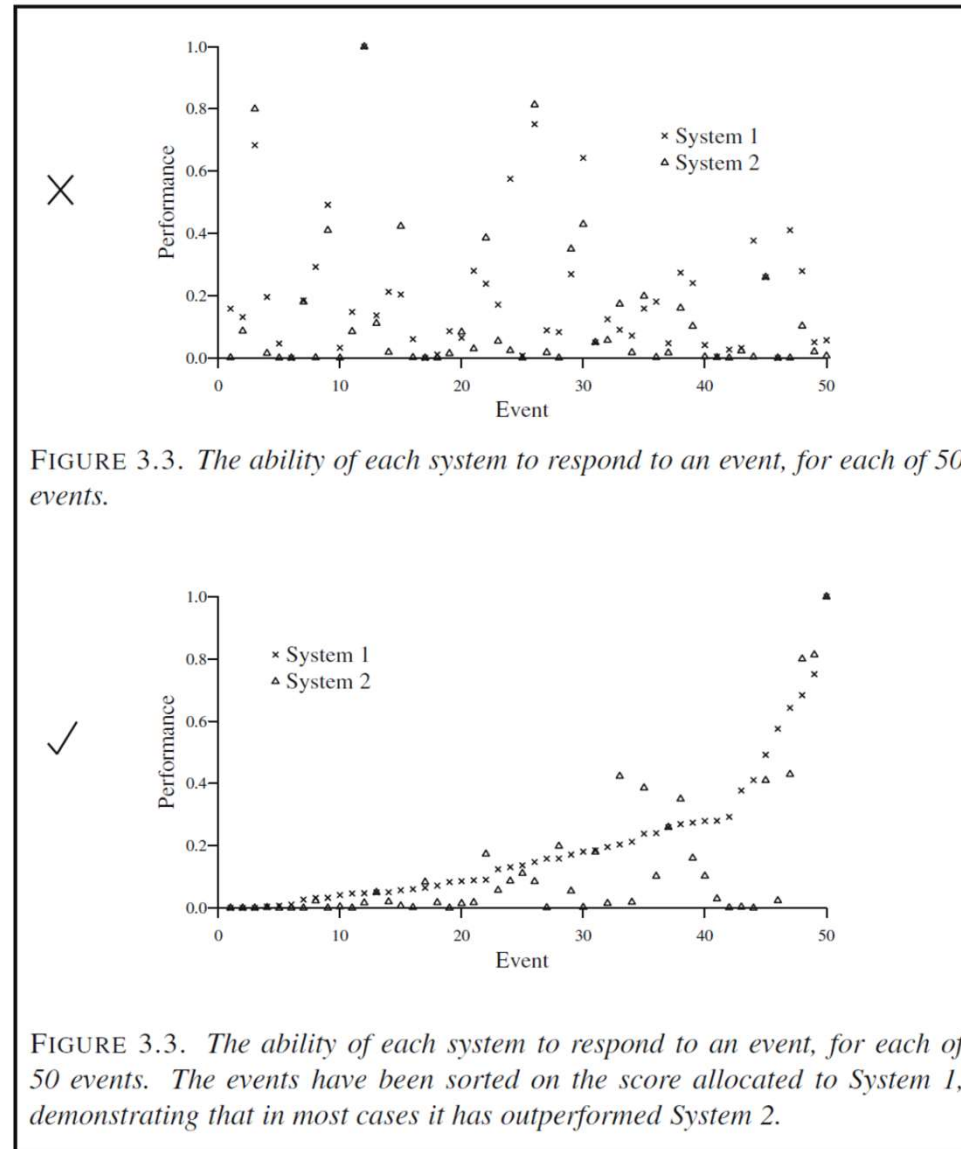 1.0
0.8
0.6
0.4
0.2
0.0
Performance
× System 1
▵ System 2
0 10 20 30 40 50
Event
FIGURE 3.3. The ability of each system to respond to an event, for each of 50
events.
1.0
0.8
0.6
0.4
0.2
0.0
Performance
× System 1
▵ System 2
0 10 20 30 40 50
Event
FIGURE 3.3. The ability of each system to respond to an event, for each of
50 events. The events have been sorted on the score allocated to System 1,
demonstrating that in most cases it has outperformed System 2.